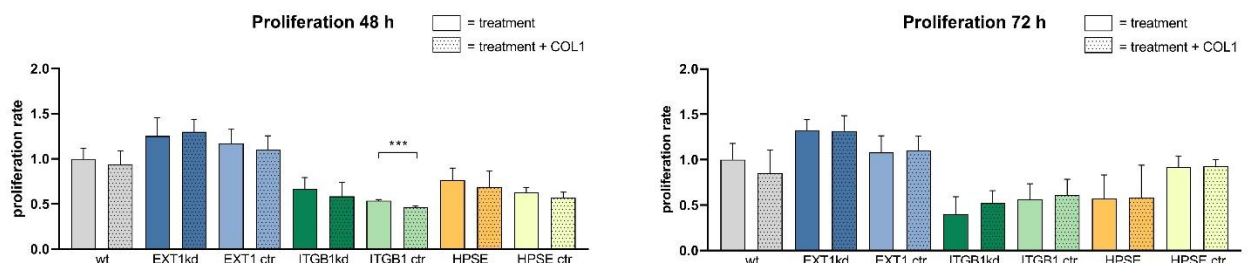 Proliferation 48 h
= treatment
= treatment + COL1
proliferation rate
2.0
1.5
1.0
0.5
0.0
***
wt EXT1kd EXT1 ctr ITGB1kd ITGB1 ctr HPSE HPSE ctr
Proliferation 72 h
= treatment
= treatment + COL1
proliferation rate
2.0
1.5
1.0
0.5
0.0
wt EXT1kd EXT1 ctr ITGB1kd ITGB1 ctr HPSE HPSE ctr